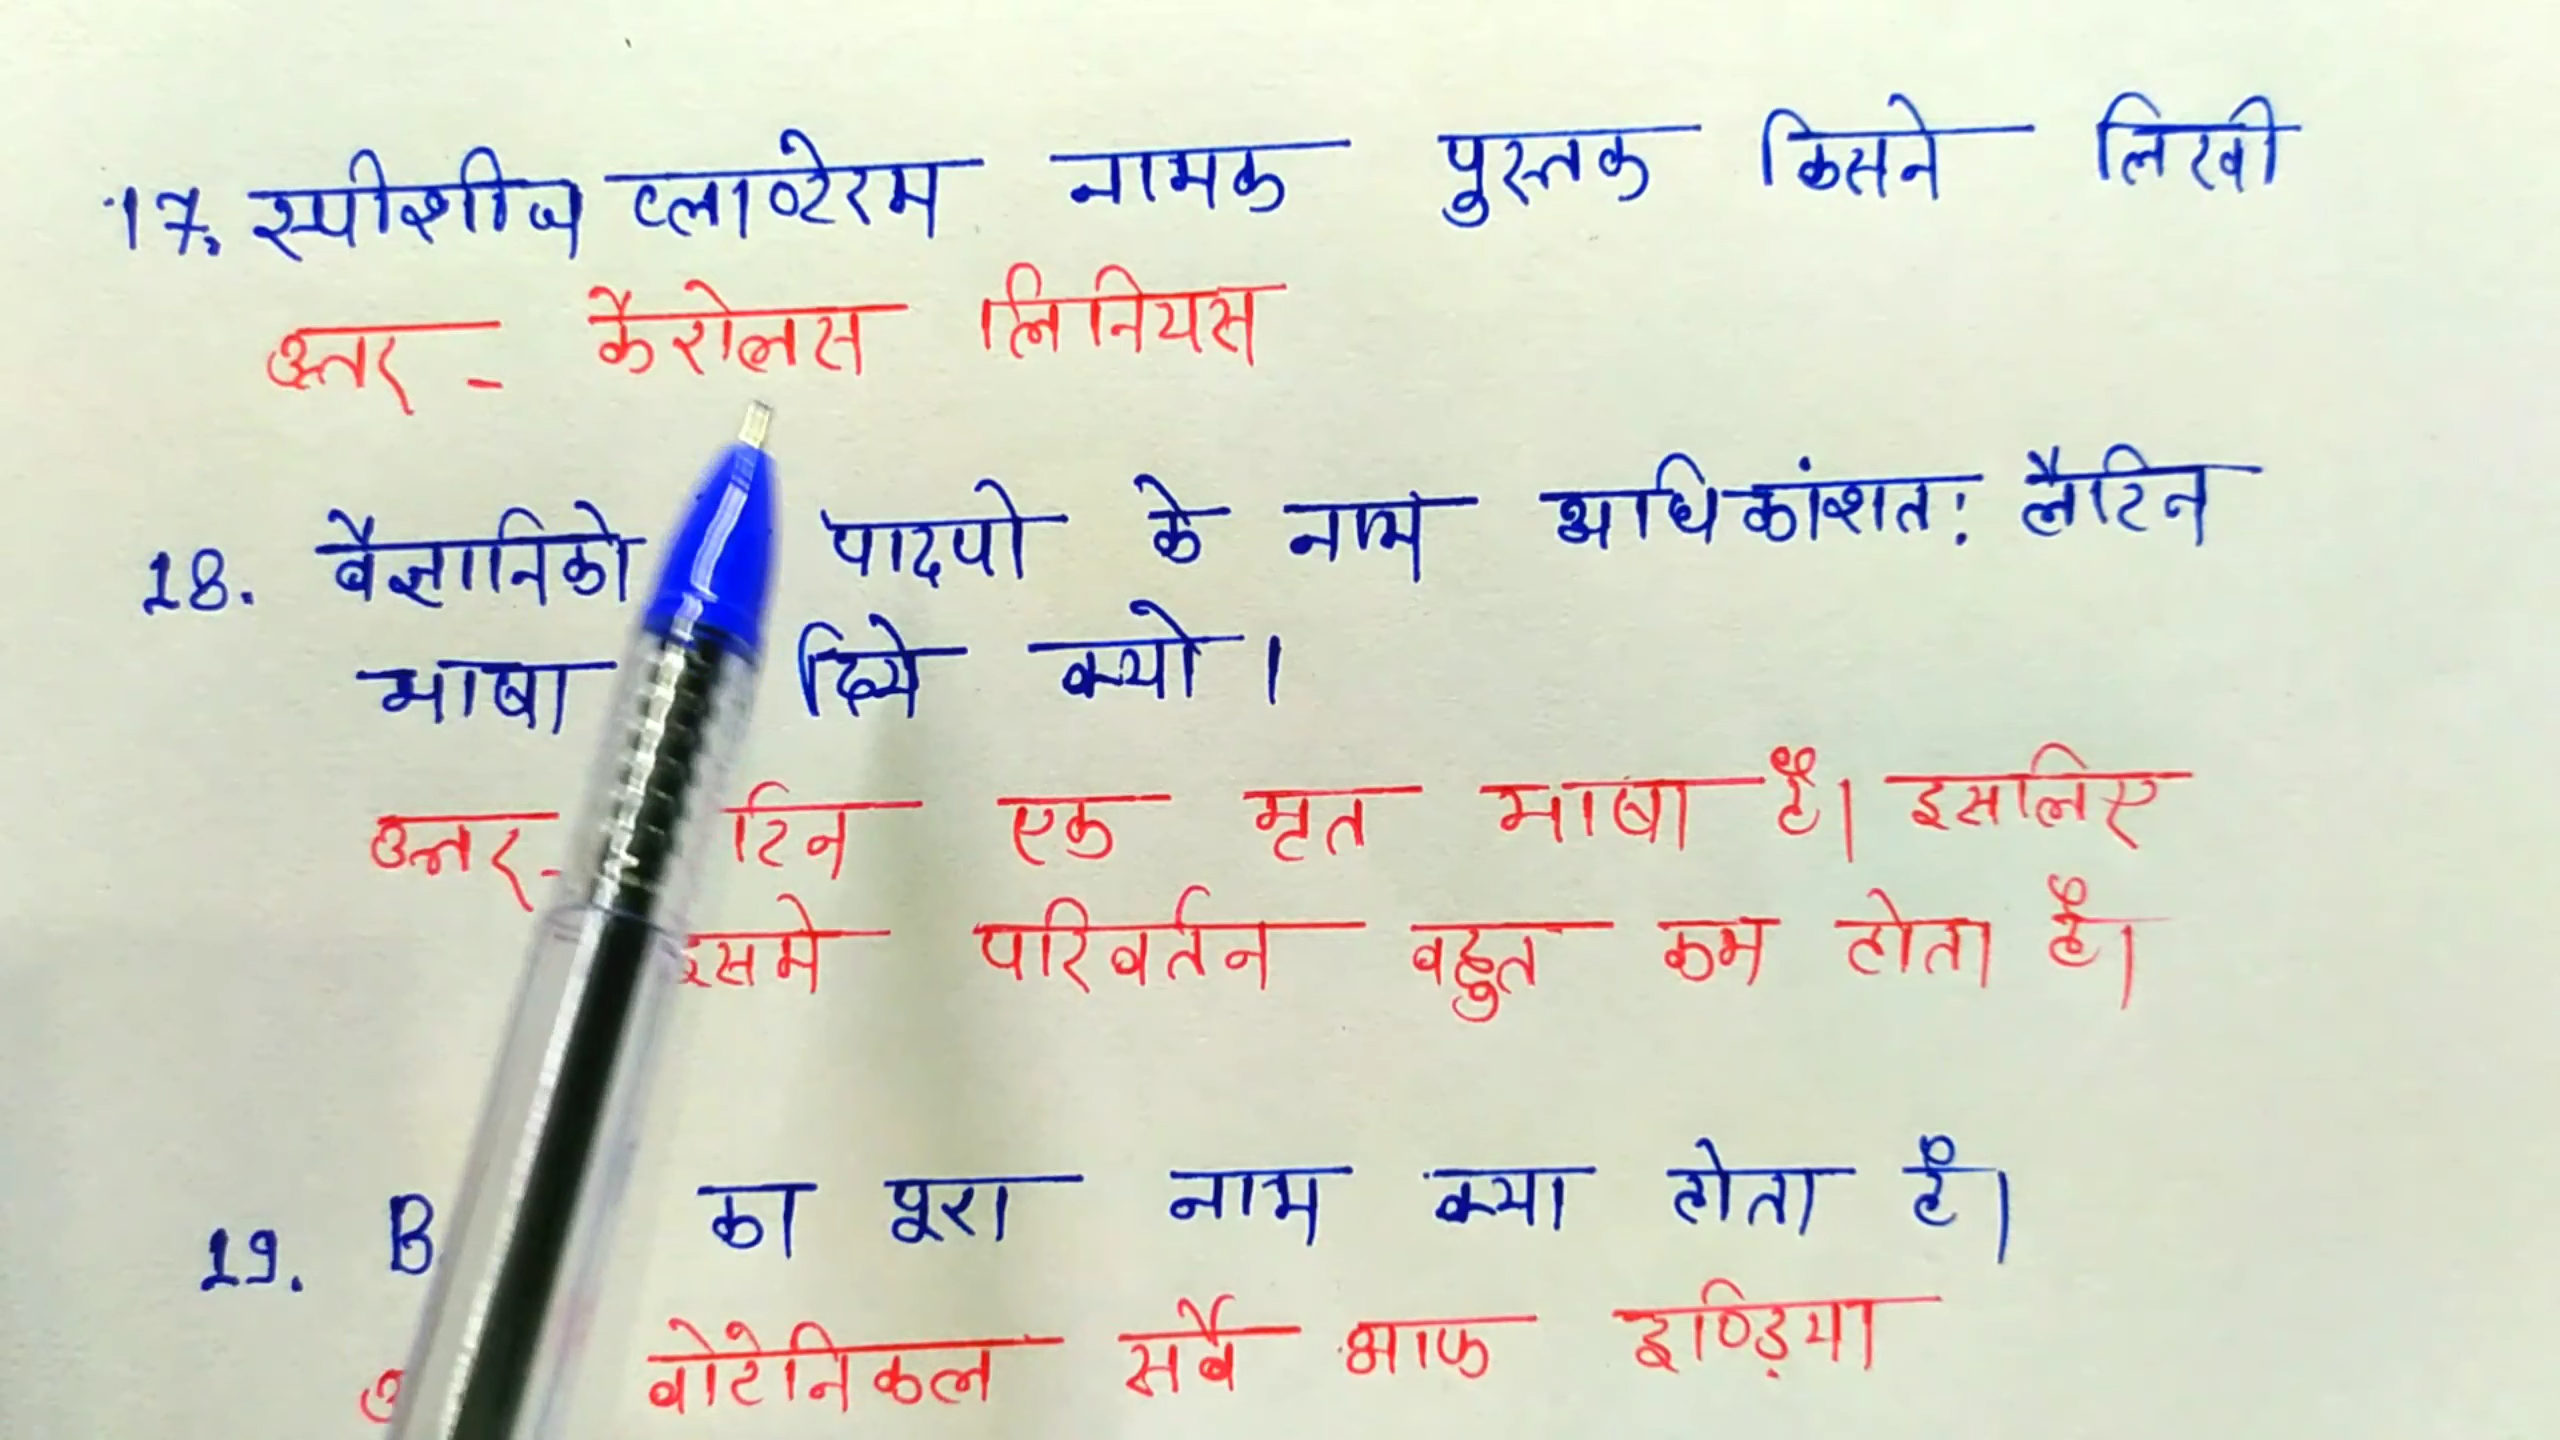 17. स्पीशीज प्लाण्टेरम नामक पुस्तक किसने लिखी
उत्तर - कैरोलस लिनियस
18. वैज्ञानिको पादपो के नाम अधिकांशत: लैटिन
भाषा दिये क्यो ।
उत्तर- टिन एक मृत भाषा है। इसलिए
इसमे परिवर्तन बहुत कम होता है।
19. B का पूरा नाम क्या होता है।
वोटेनिकल सर्वे आफ इण्ड़िया